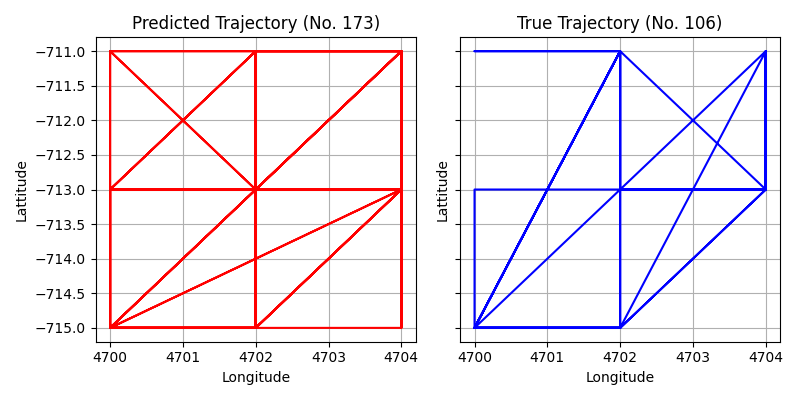 Predicted Trajectory (No. 173)
True Trajectory (No. 106)
−711.0
−711.5
−712.0
−712.5
−713.0
−713.5
−714.0
−714.5
−715.0
Lattitude
Lattitude
4700 4701 4702 4703 4704
4700 4701 4702 4703 4704
Longitude
Longitude